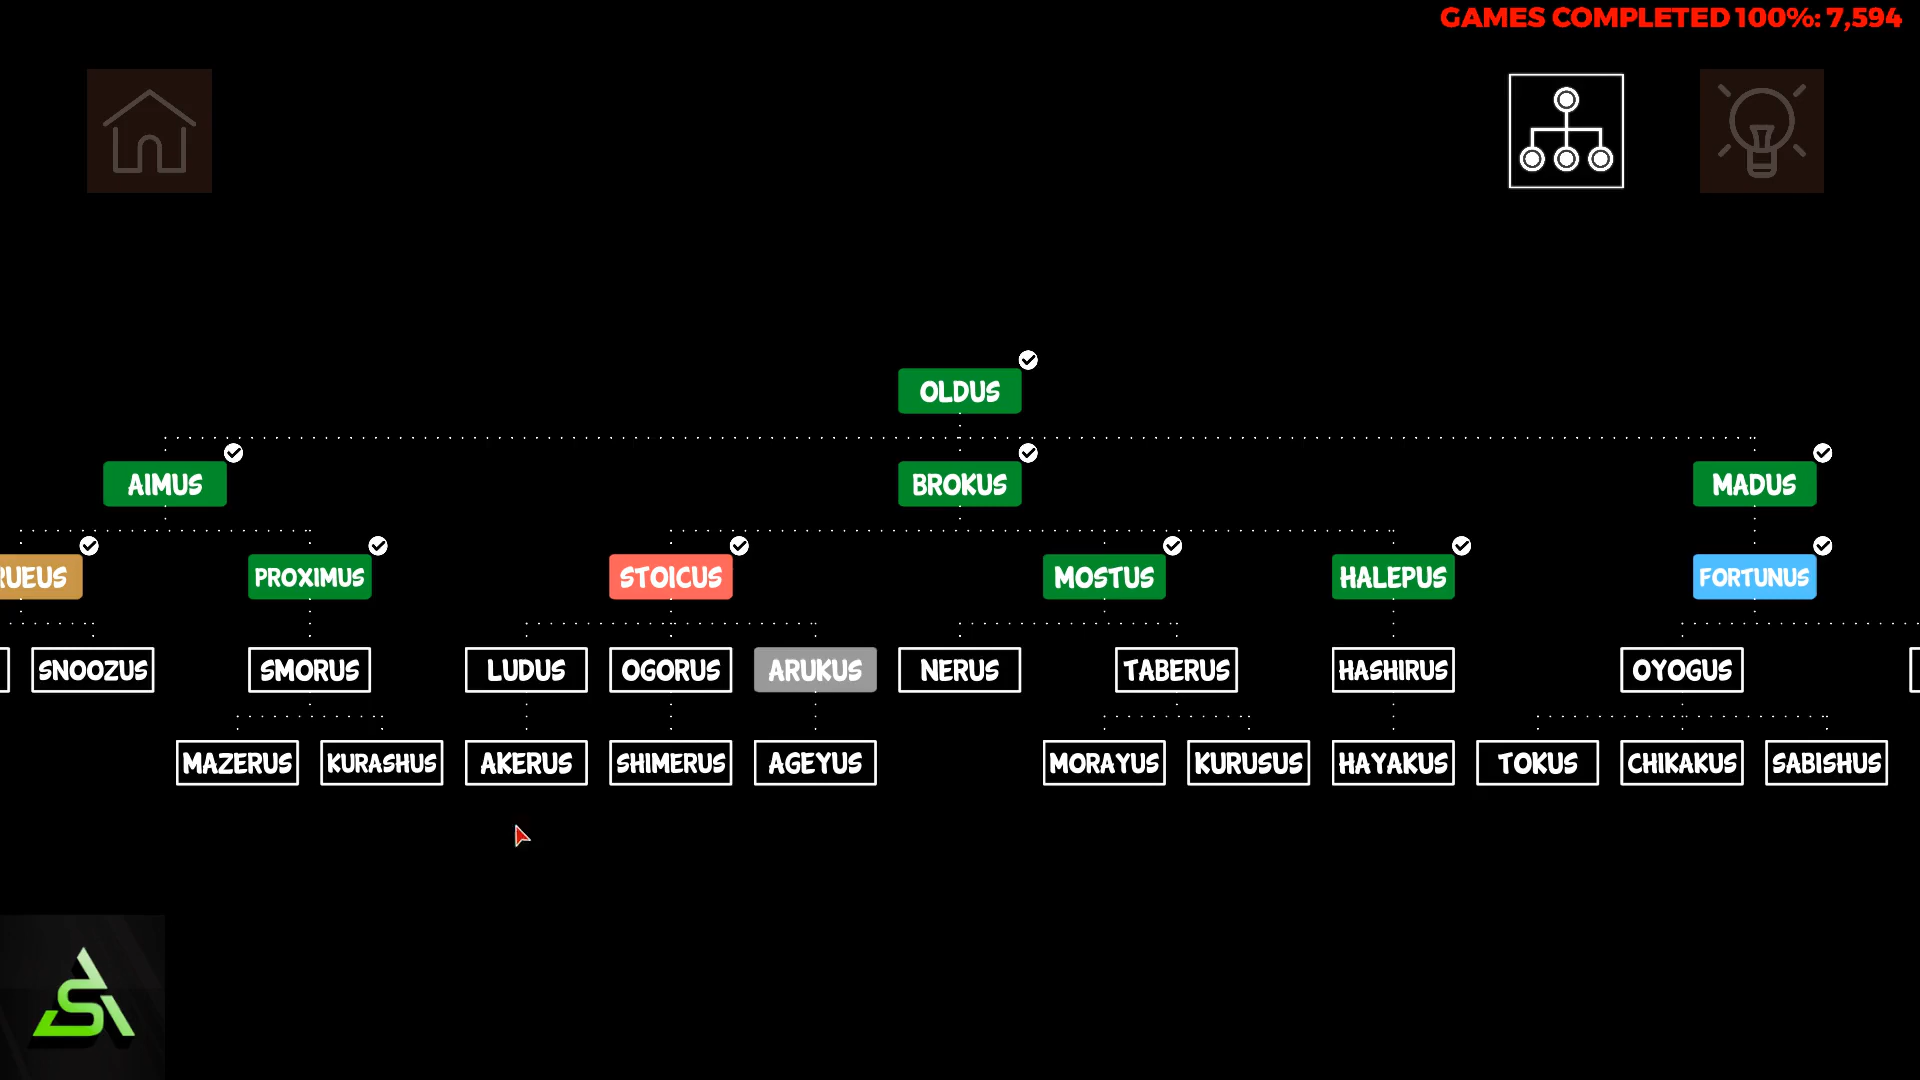 GAMES COMPLETED 100%: 7,594
OLDUS
AIMUS BROKUS MADUS
PROXIMUS STOICUS MOSTUS HALEPUS FORTUNUS
SNOOZUS SMORUS LUDUS OGORUS ARUKUS NERUS TABERUS HASHIRUS OYOGUS
MAZERUS KURASHUS AKERUS SHIMERUS AGEYUS MORAYUS KURUSUS HAYAKUS TOKUS CHIKAKUS SABISHUS